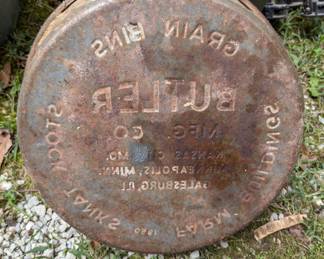 GRAIN BINS
BUTLER
MFG. CO.
KANSAS CITY, MO.
MINNEAPOLIS, MINN.
GALESBURG, ILL
STOCK TANKS
FARM BUILDINGS